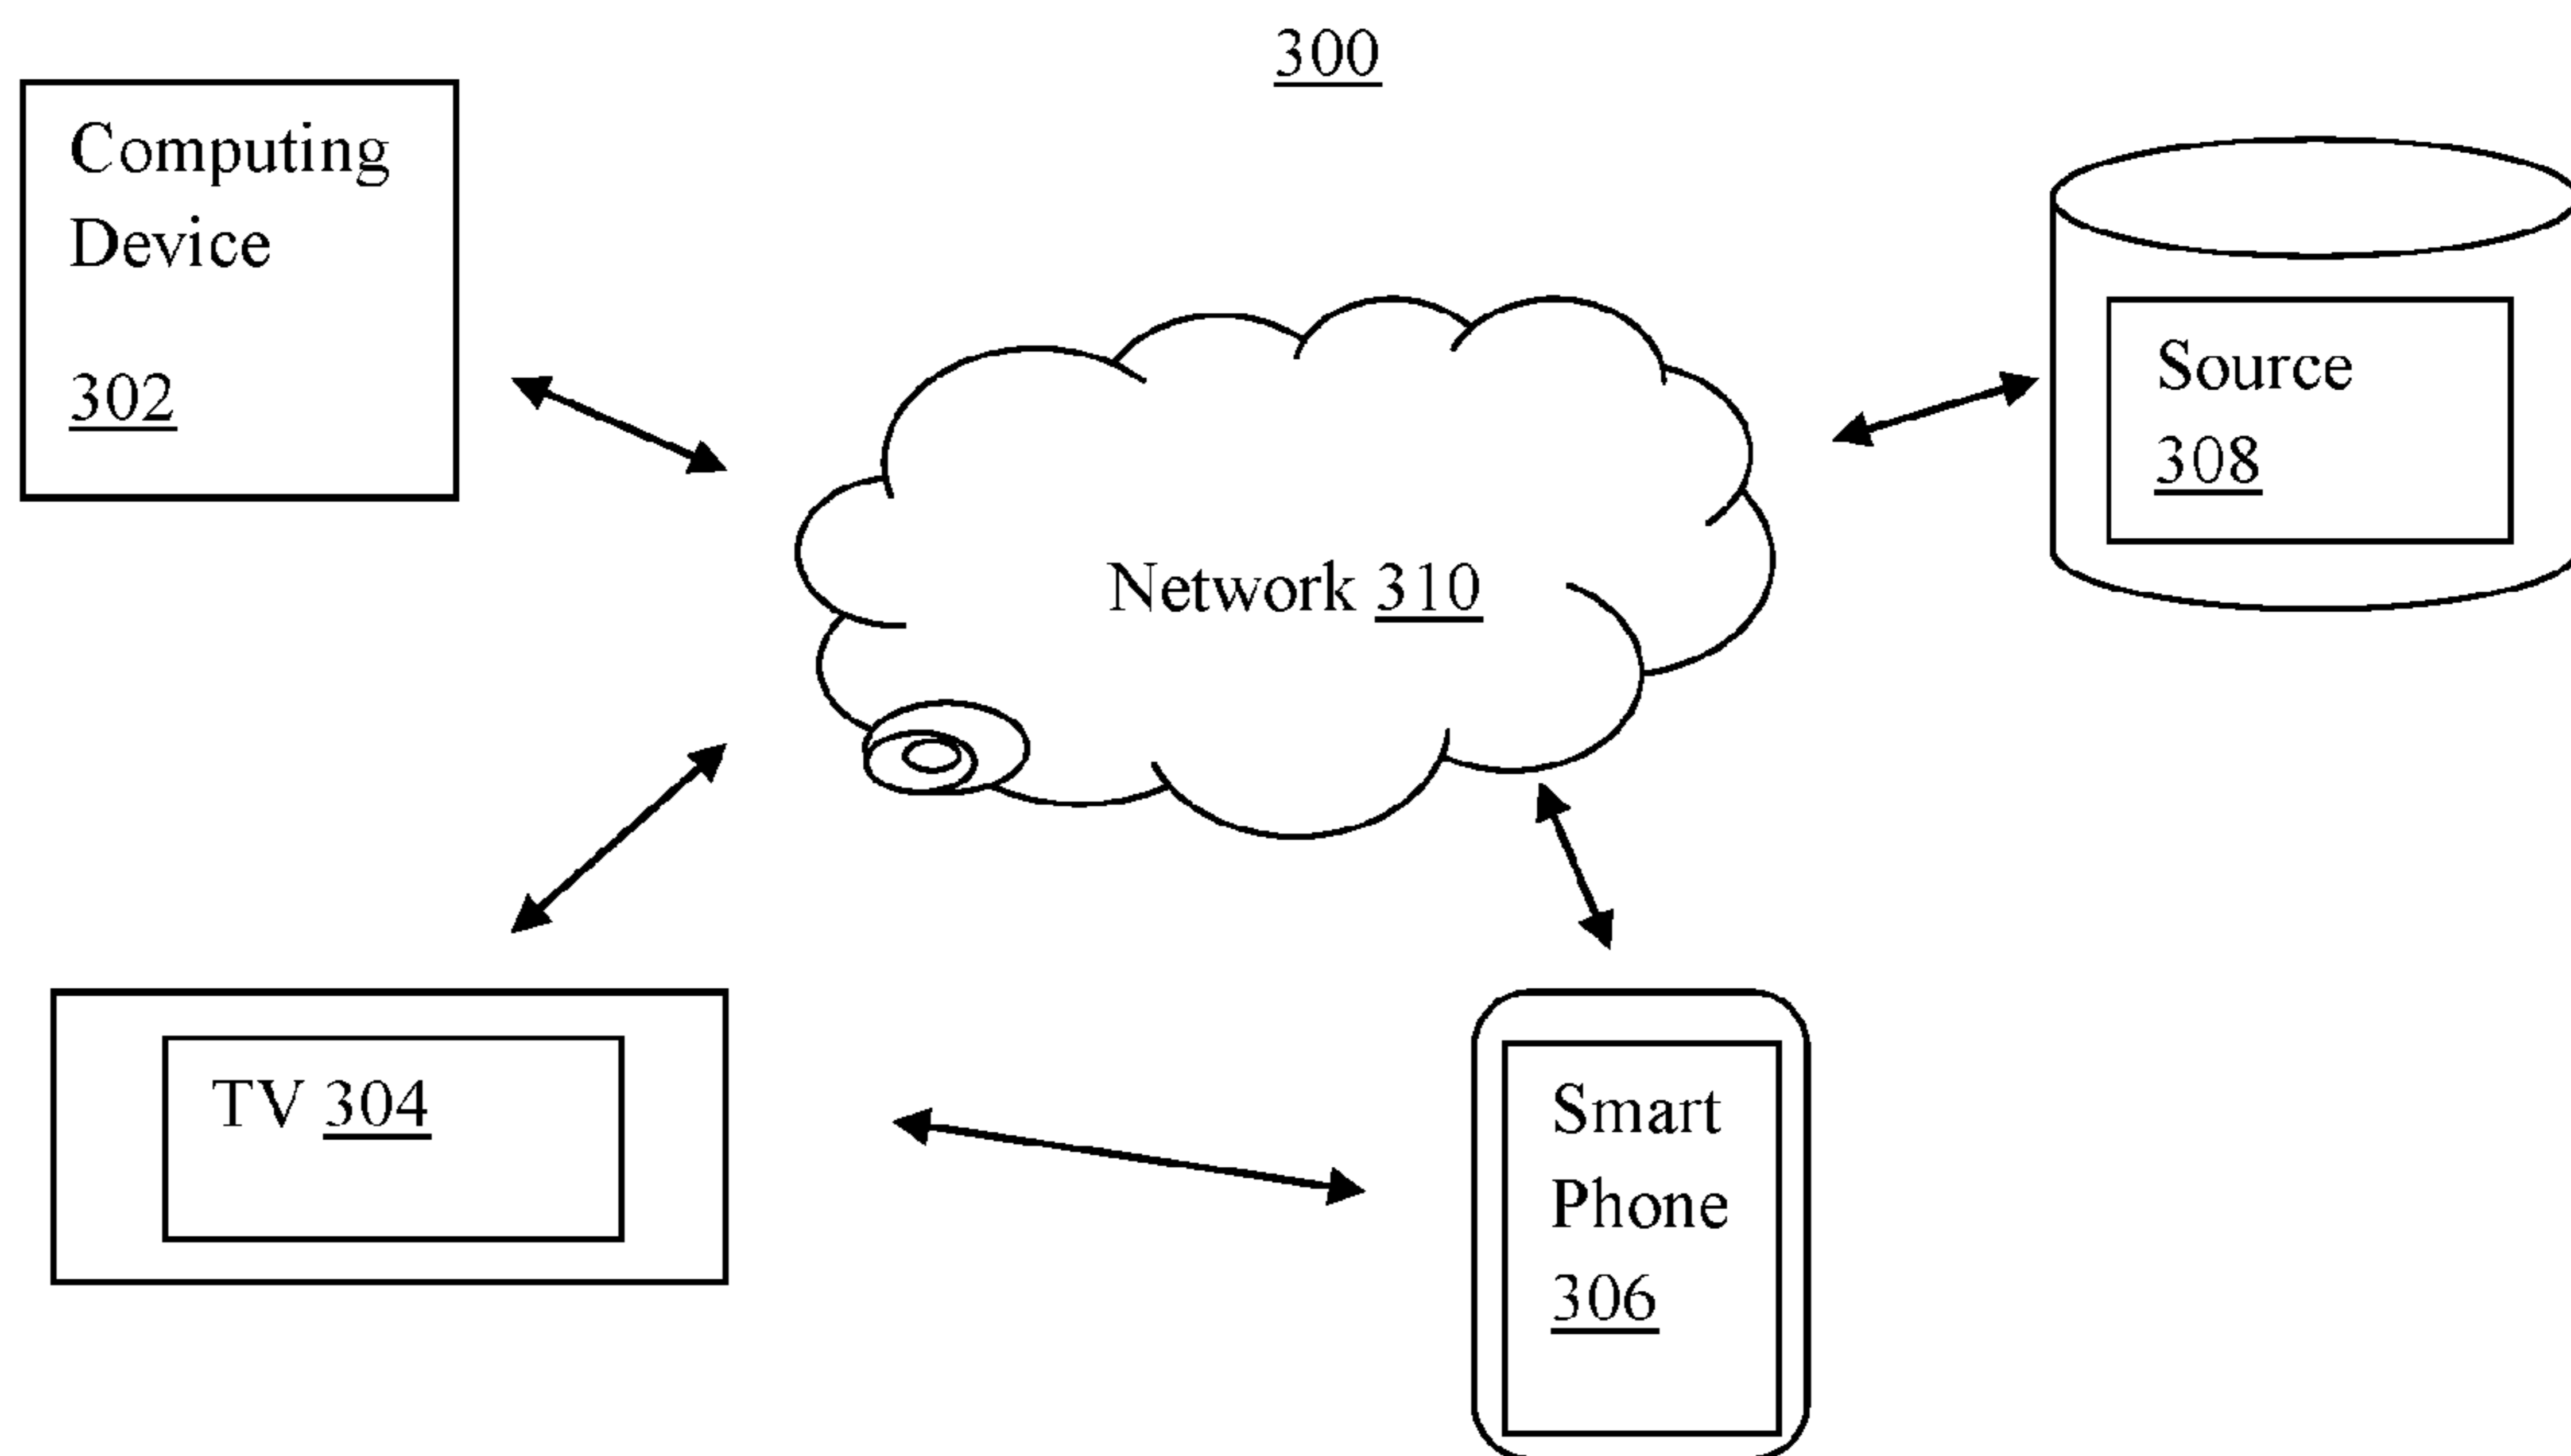 300
Computing
Device
302
Source
308
Network 310
TV 304
Smart
Phone
306